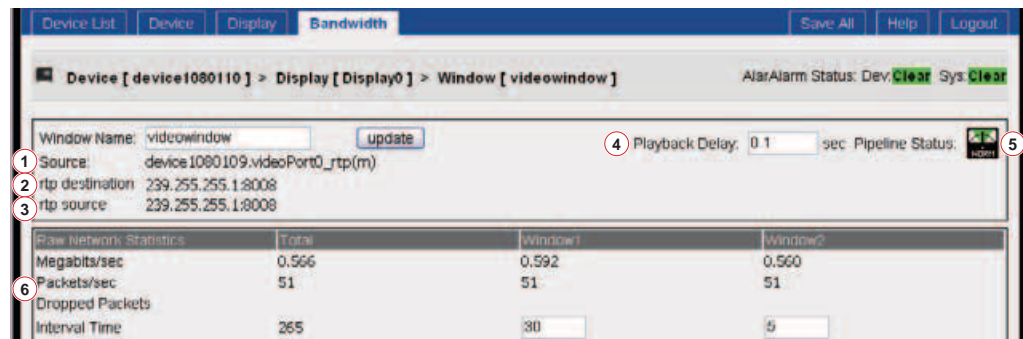 Device List Device Display Bandwidth Save All Help Logout
Device [ device1080110 ] > Display [ Display0 ] > Window [ videowindow ] AlarAlarm Status: Dev: Clear Sys: Clear
Window Name: videowindow update 4 Playback Delay: 0.1 sec Pipeline Status: NORM 5
1 Source: device1080109.videoPort0_rtp(m)
2 rtp destination 239.255.255.1:8008
3 rtp source 239.255.255.1:8008
Raw Network Statistics Total Window1 Window2
Megabits/sec 0.566 0.592 0.560
6 Packets/sec 51 51 51
Dropped Packets
Interval Time 265 30 5